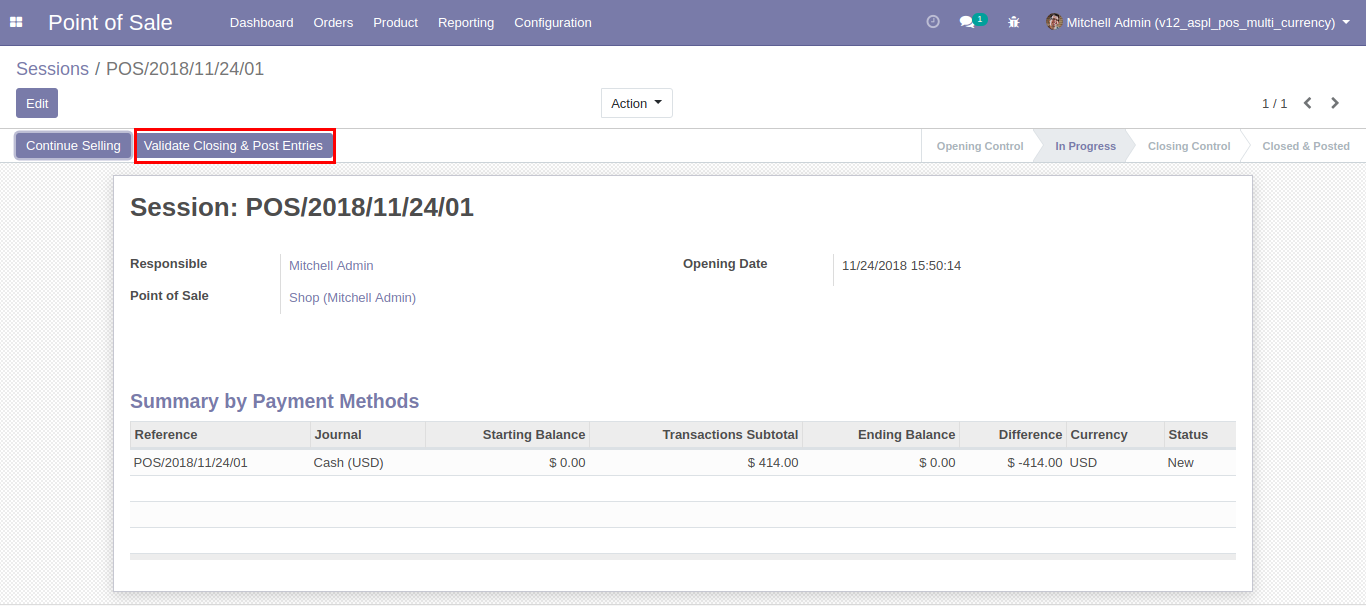 Point of Sale Dashboard Orders Product Reporting Configuration 1 Mitchell Admin (v12_aspl_pos_multi_currency)
Sessions / POS/2018/11/24/01
Edit Action 1 / 1
Continue Selling Validate Closing & Post Entries Opening Control In Progress Closing Control Closed & Posted
Session: POS/2018/11/24/01
Responsible Mitchell Admin Opening Date 11/24/2018 15:50:14
Point of Sale Shop (Mitchell Admin)
Summary by Payment Methods
Reference Journal Starting Balance Transactions Subtotal Ending Balance Difference Currency Status
POS/2018/11/24/01 Cash (USD) $ 0.00 $ 414.00 $ 0.00 $ -414.00 USD New